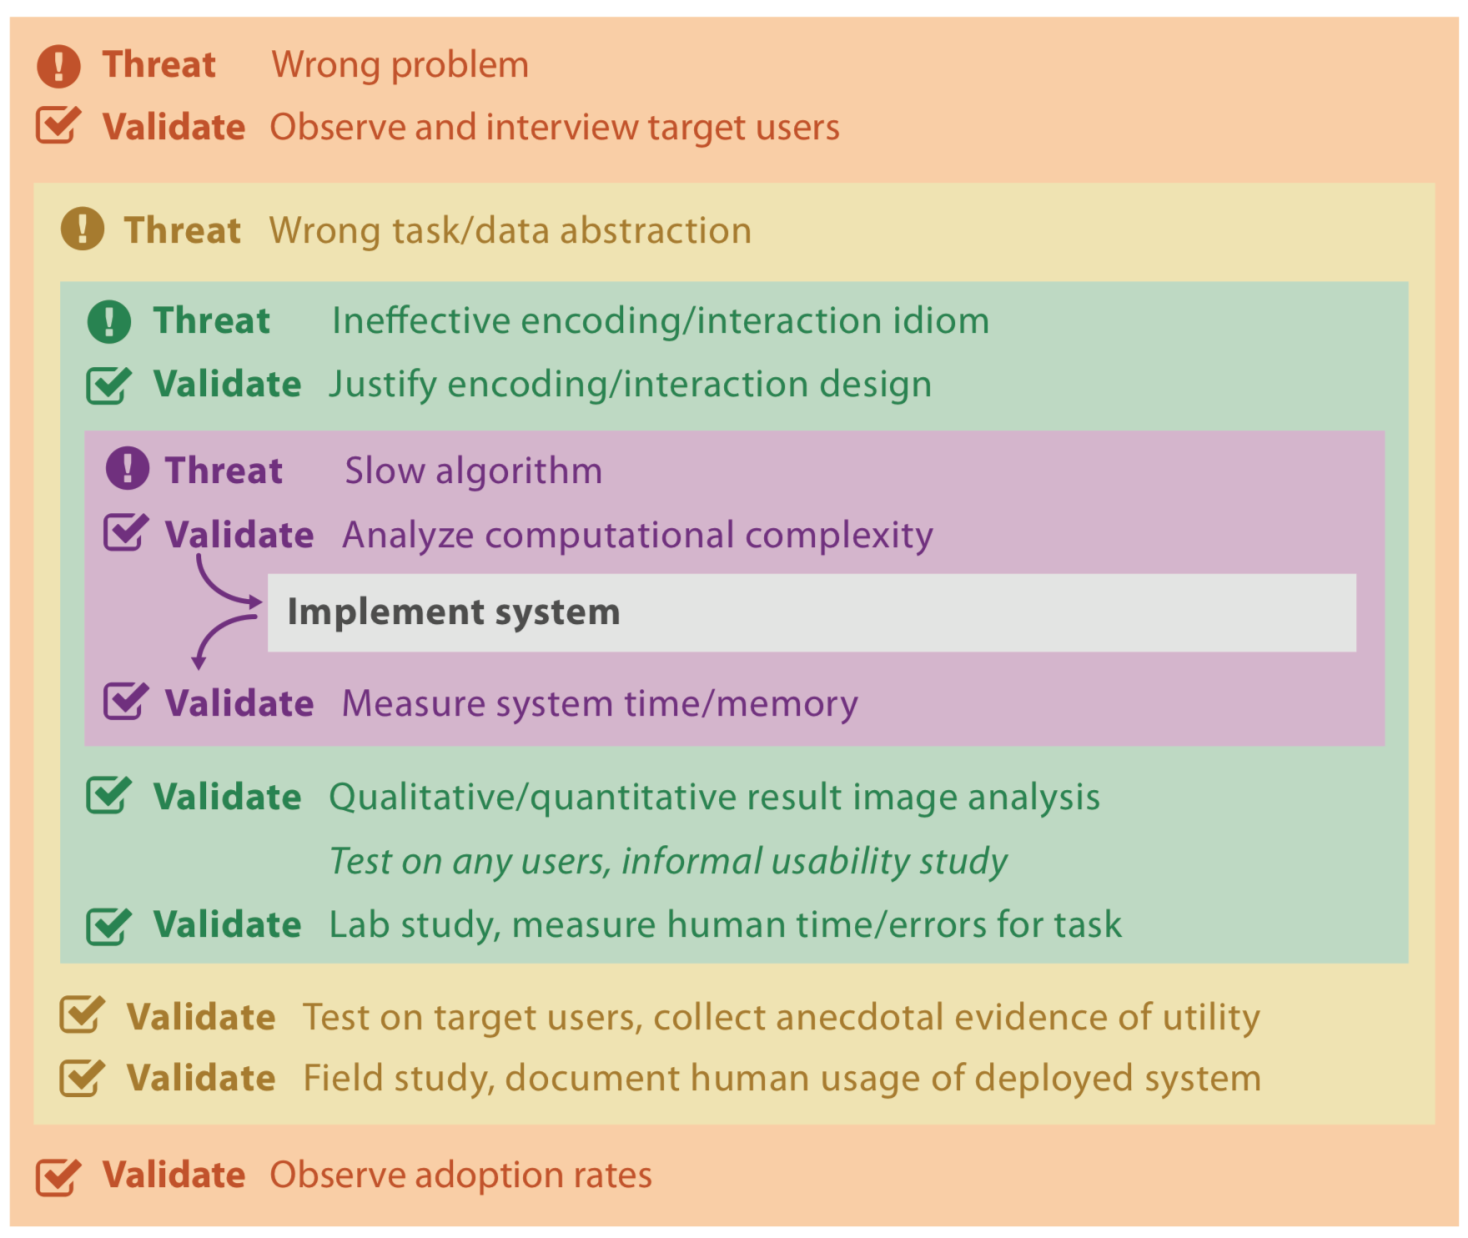 Threat Wrong problem
Validate Observe and interview target users
Threat Wrong task/data abstraction
Threat Ineffective encoding/interaction idiom
Validate Justify encoding/interaction design
Threat Slow algorithm
Validate Analyze computational complexity
Implement system
Validate Measure system time/memory
Validate Qualitative/quantitative result image analysis
Test on any users, informal usability study
Validate Lab study, measure human time/errors for task
Validate Test on target users, collect anecdotal evidence of utility
Validate Field study, document human usage of deployed system
Validate Observe adoption rates